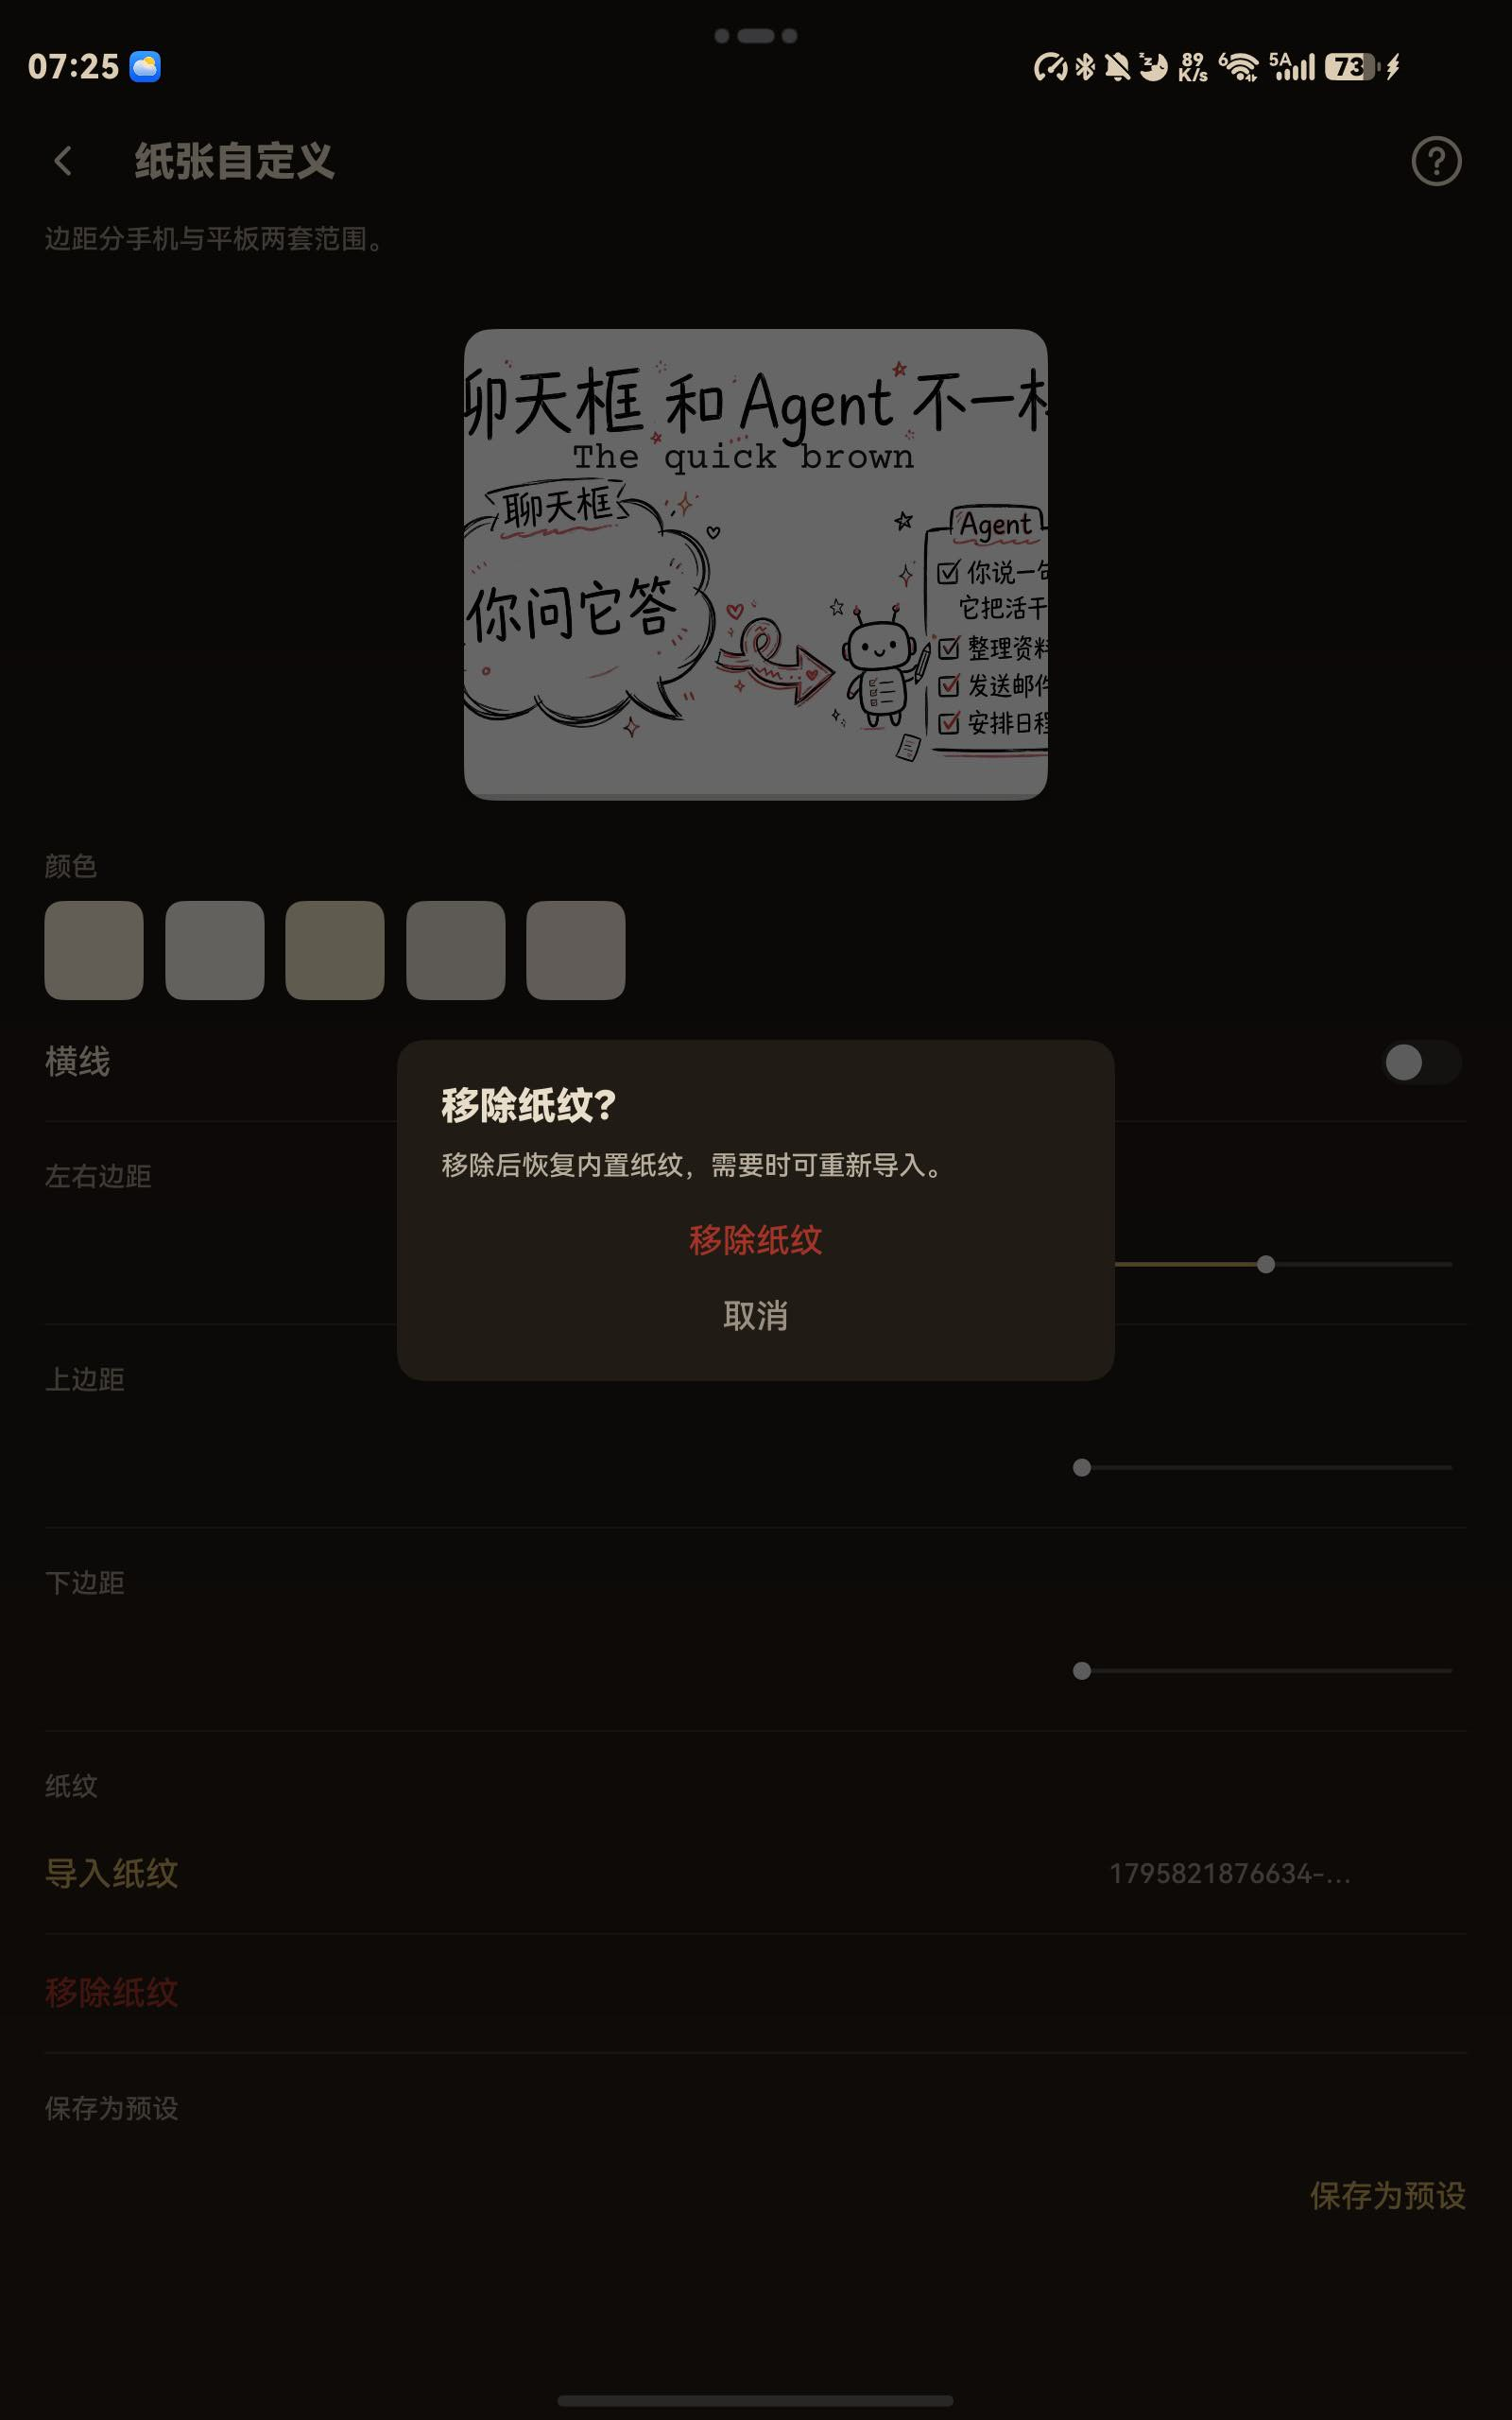 07:25
89 K/s 6 5A 73
纸张自定义
边距分手机与平板两套范围。
聊天框 和 Agent 不一样
The quick brown
聊天框
Agent
你问它答
你说一句
它把活干
整理资料
发送邮件
安排日程
颜色
横线
移除纸纹?
移除后恢复内置纸纹，需要时可重新导入。
左右边距
移除纸纹
取消
上边距
下边距
纸纹
导入纸纹
1795821876634-...
移除纸纹
保存为预设
保存为预设